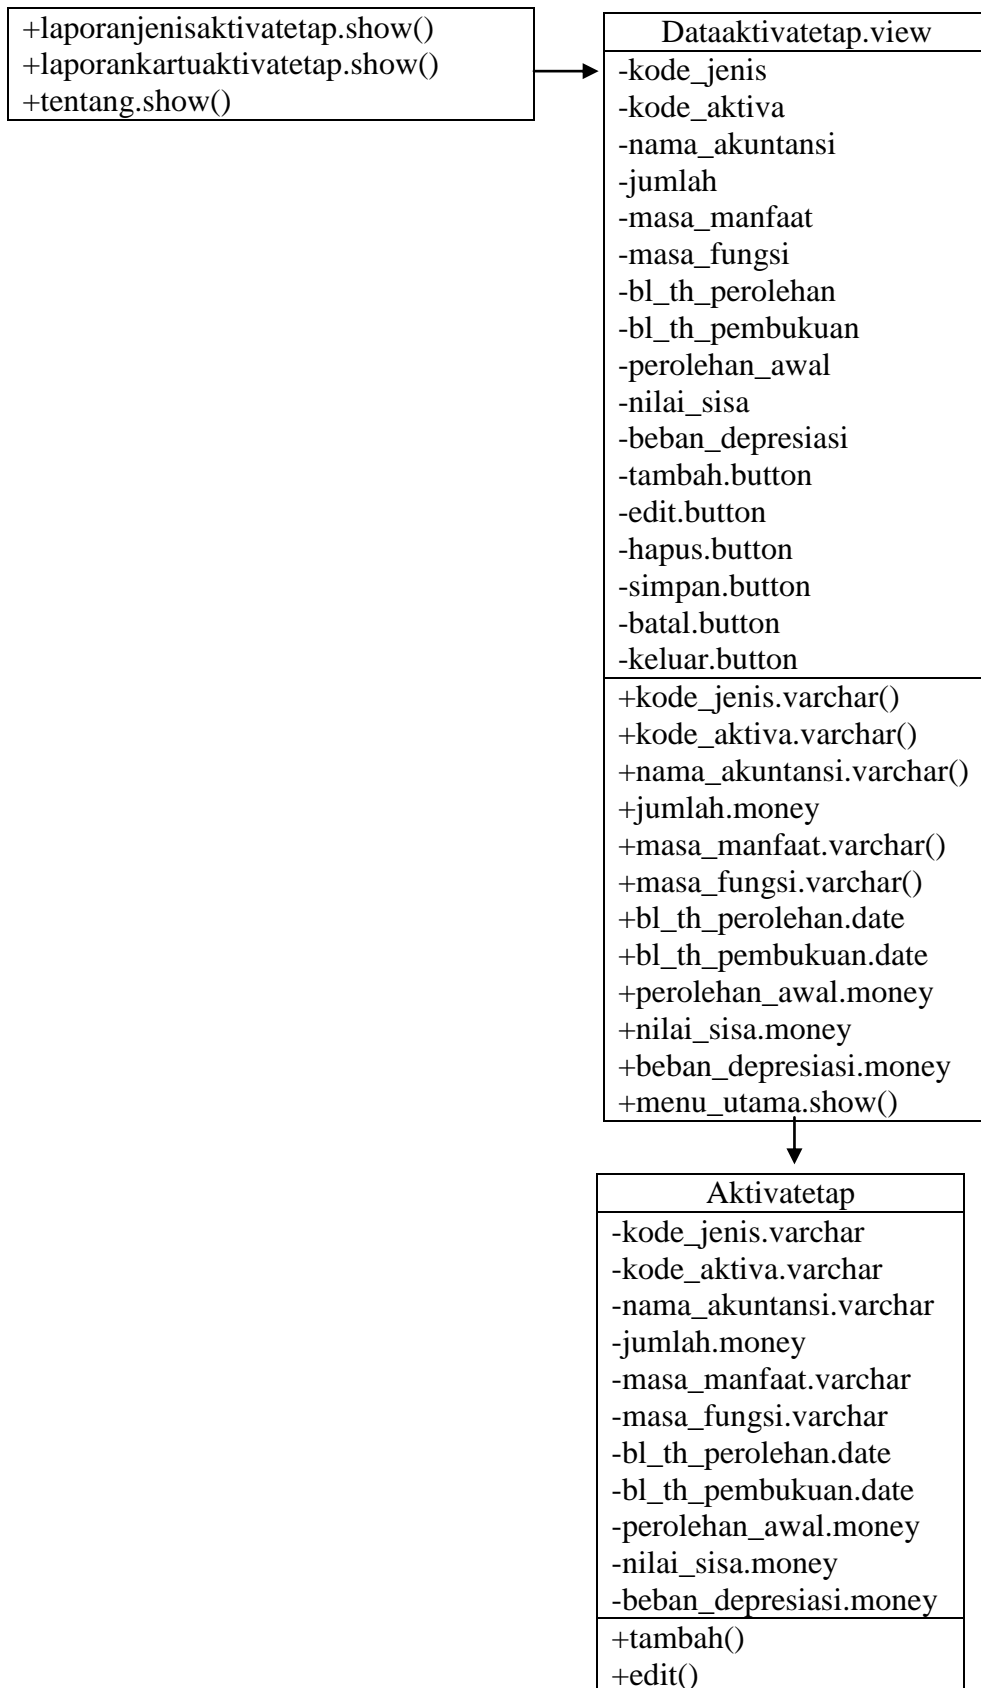 +laporanjenisaktivatetap.show()
+laporankartuaktivatetap.show()
+tentang.show()
Dataaktivatetap.view
-kode_jenis
-kode_aktiva
-nama_akuntansi
-jumlah
-masa_manfaat
-masa_fungsi
-bl_th_perolehan
-bl_th_pembukuan
-perolehan_awal
-nilai_sisa
-beban_depresiasi
-tambah.button
-edit.button
-hapus.button
-simpan.button
-batal.button
-keluar.button
+kode_jenis.varchar()
+kode_aktiva.varchar()
+nama_akuntansi.varchar()
+jumlah.money
+masa_manfaat.varchar()
+masa_fungsi.varchar()
+bl_th_perolehan.date
+bl_th_pembukuan.date
+perolehan_awal.money
+nilai_sisa.money
+beban_depresiasi.money
+menu_utama.show()
Aktivatetap
-kode_jenis.varchar
-kode_aktiva.varchar
-nama_akuntansi.varchar
-jumlah.money
-masa_manfaat.varchar
-masa_fungsi.varchar
-bl_th_perolehan.date
-bl_th_pembukuan.date
-perolehan_awal.money
-nilai_sisa.money
-beban_depresiasi.money
+tambah()
+edit()